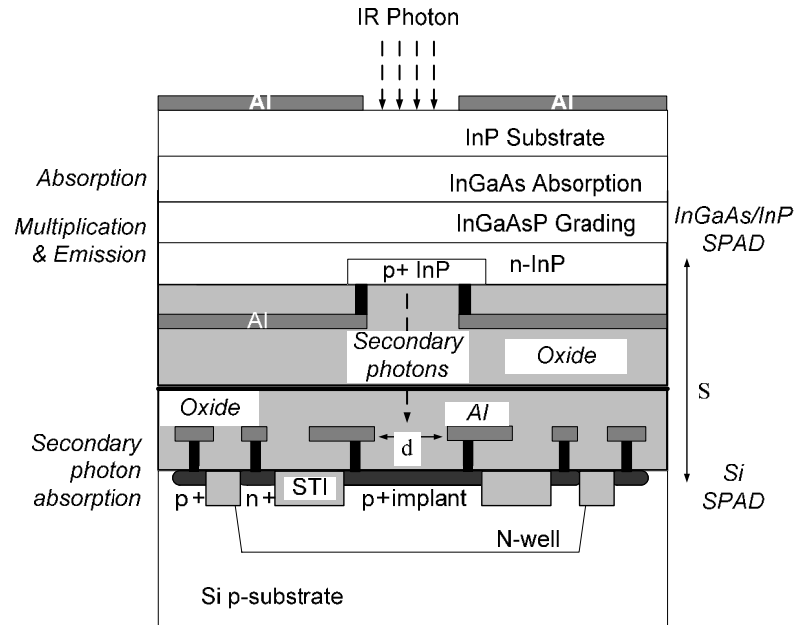 IR Photon
Al
Al
InP Substrate
Absorption
InGaAs Absorption
Multiplication
& Emission
InGaAsP Grading
InGaAs/InP
SPAD
p+ InP
n-InP
Al
Secondary
photons
Oxide
S
Oxide
Al
d
Secondary
photon
absorption
Si
SPAD
p+
n+
STI
p+implant
N-well
Si p-substrate